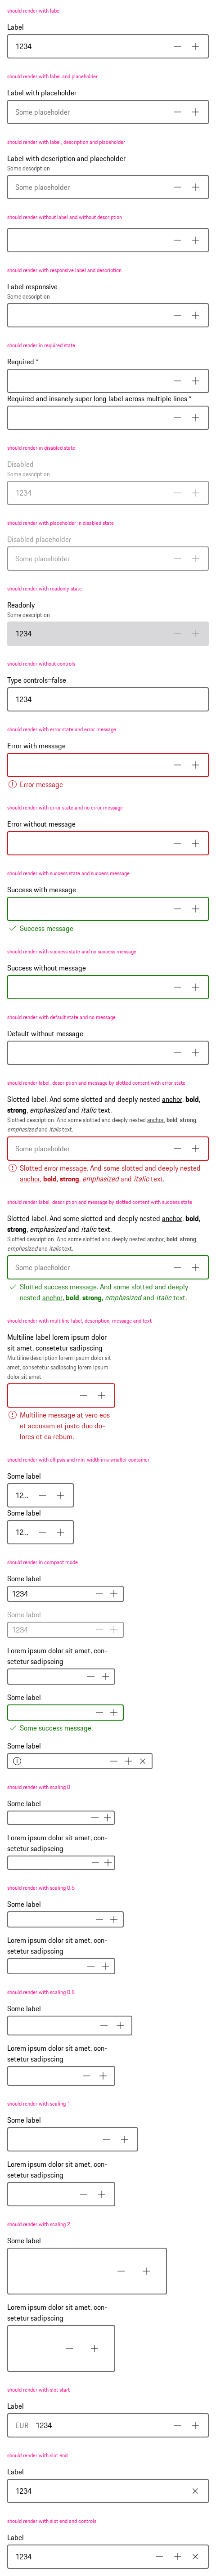 should render with label
Label
1234
should render with label and placeholder
Label with placeholder
Some placeholder
should render with label, description and placeholder
Label with description and placeholder
Some description
Some placeholder
should render without label and without description
should render with responsive label and description
Label responsive
Some description
should render in required state
Required *
Required and insanely super long label across multiple lines *
should render in disabled state
Disabled
Some description
1234
should render with placeholder in disabled state
Disabled placeholder
Some placeholder
should render with readonly state
Readonly
Some description
1234
should render without controls
Type controls=false
1234
should render with error state and error message
Error with message
Error message
should render with error state and no error message
Error without message
should render with success state and success message
Success with message
Success message
should render with success state and no success message
Success without message
should render with default state and no message
Default without message
should render label, description and message by slotted content with error state
Slotted label. And some slotted and deeply nested anchor, bold,
strong, emphasized and italic text.
Slotted description. And some slotted and deeply nested anchor, bold, strong,
emphasized and italic text.
Some placeholder
Slotted error message. And some slotted and deeply nested
anchor, bold, strong, emphasized and italic text.
should render label, description and message by slotted content with success state
Slotted label. And some slotted and deeply nested anchor, bold,
strong, emphasized and italic text.
Slotted description. And some slotted and deeply nested anchor, bold, strong,
emphasized and italic text.
Some placeholder
Slotted success message. And some slotted and deeply
nested anchor, bold, strong, emphasized and italic text.
should render with multiline label, description, message and text
Multiline label lorem ipsum dolor
sit amet, consetetur sadipscing
Multiline description lorem ipsum dolor sit
amet, consetetur sadipscing lorem ipsum
dolor sit amet
Multiline message at vero eos
et accusam et justo duo do-
lores et ea rebum.
should render with ellipsis and min-width in a smaller container
Some label
12…
Some label
12…
should render in compact mode
Some label
1234
Some label
1234
Lorem ipsum dolor sit amet, con-
setetur sadipscing
Some label
Some success message.
Some label
should render with scaling 0
Some label
Lorem ipsum dolor sit amet, con-
setetur sadipscing
should render with scaling 0.5
Some label
Lorem ipsum dolor sit amet, con-
setetur sadipscing
should render with scaling 0.8
Some label
Lorem ipsum dolor sit amet, con-
setetur sadipscing
should render with scaling 1
Some label
Lorem ipsum dolor sit amet, con-
setetur sadipscing
should render with scaling 2
Some label
Lorem ipsum dolor sit amet, con-
setetur sadipscing
should render with slot start
Label
EUR 1234
should render with slot end
Label
1234
should render with slot end and controls
Label
1234